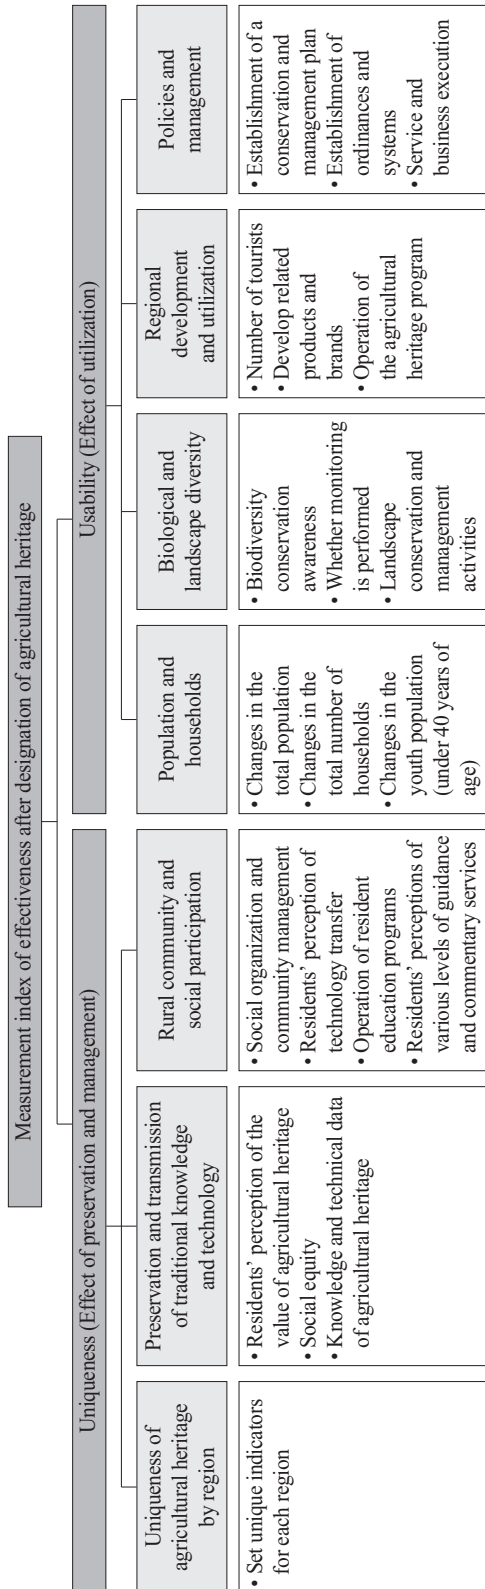 Measurement index of effectiveness after designation of agricultural heritage
Uniqueness (Effect of preservation and management)
Uniqueness of
agricultural heritage
by region
• Set unique indicators
for each region
Preservation and transmission
of traditional knowledge
and technology
• Residents' perception of the
value of agricultural heritage
• Social equity
• Knowledge and technical data
of agricultural heritage
Rural community and
social participation
• Social organization and
community management
• Residents' perception of
technology transfer
• Operation of resident
education programs
• Residents' perceptions of
various levels of guidance
and commentary services
Usability (Effect of utilization)
Population and
households
• Changes in the
total population
• Changes in the
total number of
households
• Changes in the
youth population
(under 40 years of
age)
Biological and
landscape diversity
• Biodiversity
conservation
awareness
• Whether monitoring
is performed
• Landscape
conservation and
management
activities
Regional
development
and utilization
• Number of tourists
• Develop related
products and
brands
• Operation of
the agricultural
heritage program
Policies and
management
• Establishment of a
conservation and
management plan
• Establishment of
ordinances and
systems
• Service and
business execution